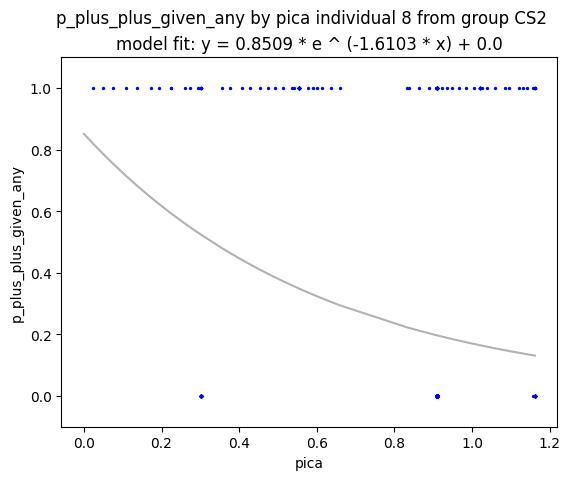 p_plus_plus_given_any by pica individual 8 from group CS2
model fit: y = 0.8509 * e ^ (-1.6103 * x) + 0.0
1.0
0.8
0.6
0.4
0.2
0.0
p_plus_plus_given_any
0.0 0.2 0.4 0.6 0.8 1.0 1.2
pica